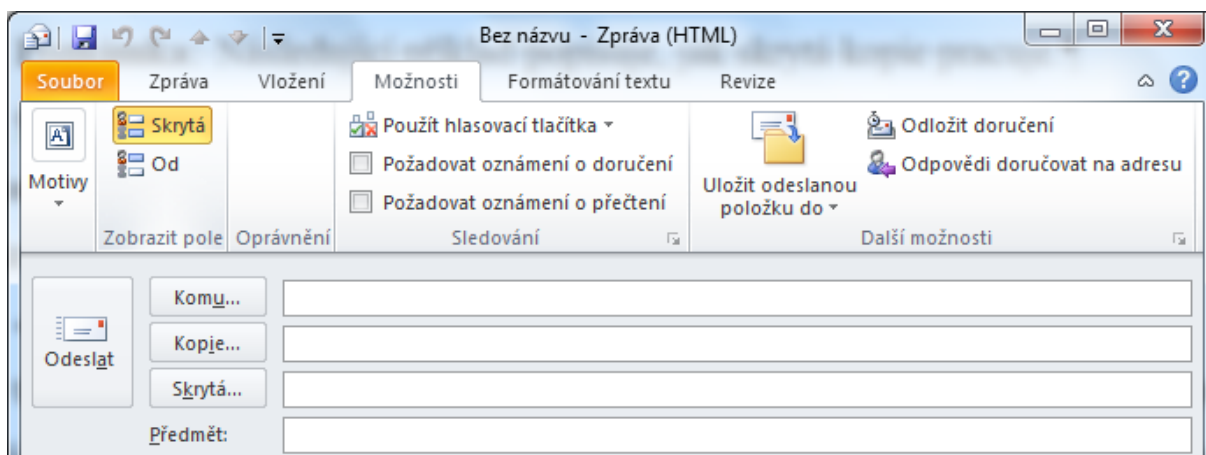 Bez názvu - Zpráva (HTML)
Soubor Zpráva Vložení Možnosti Formátování textu Revize
Motivy
Skrytá
Od
Zobrazit pole
Oprávnění
Použít hlasovací tlačítka
Požadovat oznámení o doručení
Požadovat oznámení o přečtení
Sledování
Uložit odeslanou
položku do
Odložit doručení
Odpovědi doručovat na adresu
Další možnosti
Odeslat
Komu...
Kopie...
Skrytá...
Předmět: